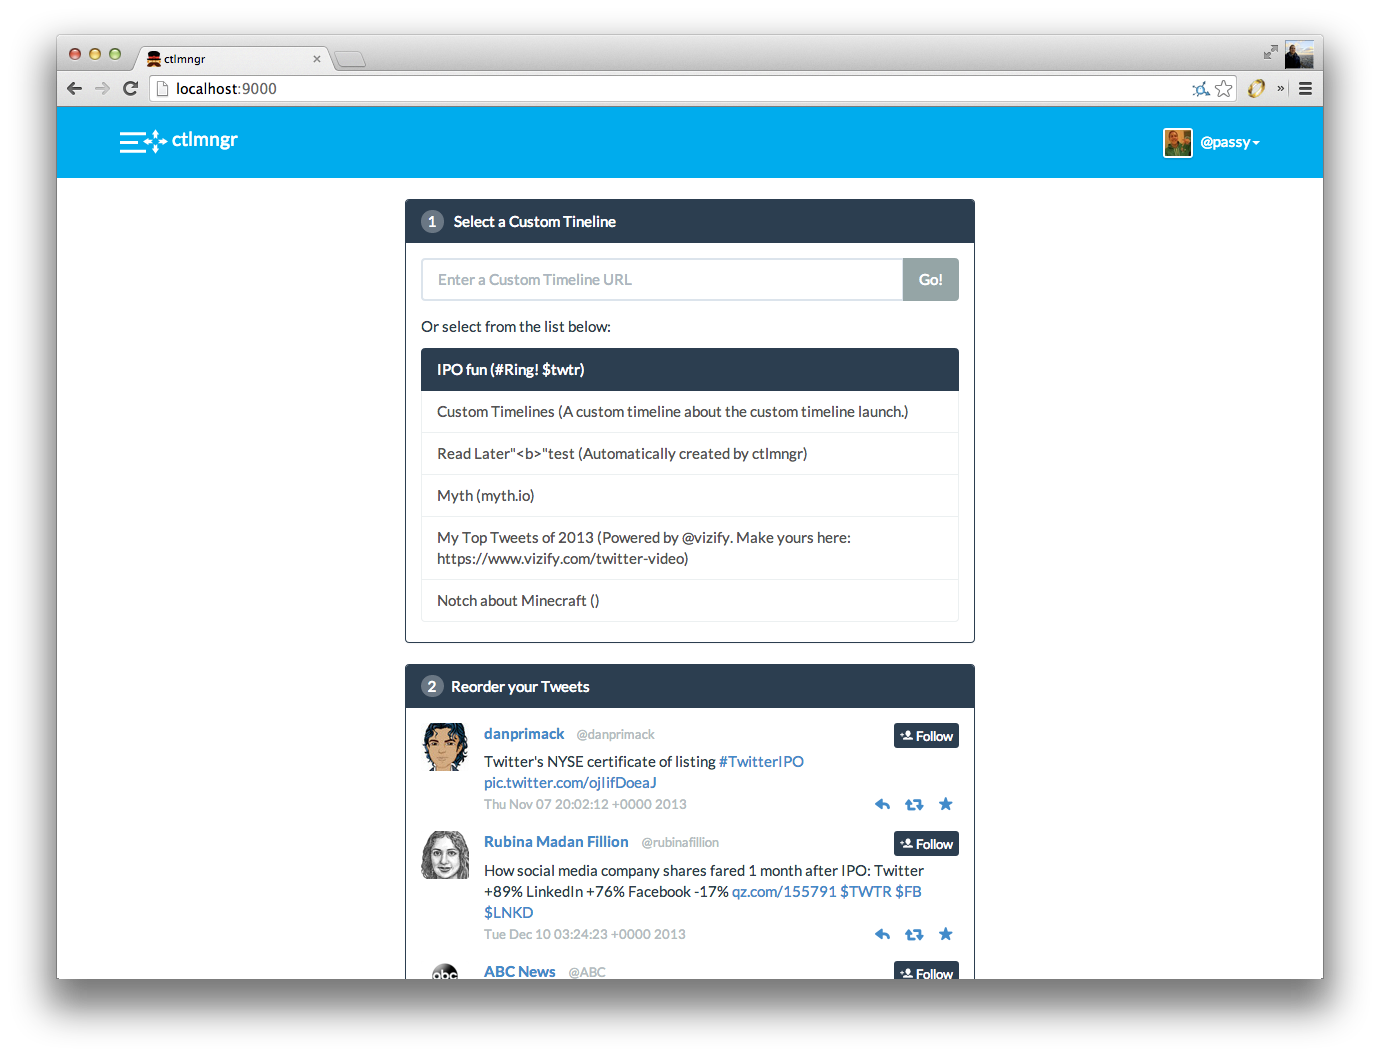 ctlmngr
localhost:9000
ctlmngr
@passy
1 Select a Custom Tineline
Enter a Custom Timeline URL Go!
Or select from the list below:
IPO fun (#Ring! $twtr)
Custom Timelines (A custom timeline about the custom timeline launch.)
Read Later"<b>"test (Automatically created by ctlmngr)
Myth (myth.io)
My Top Tweets of 2013 (Powered by @vizify. Make yours here:
https://www.vizify.com/twitter-video)
Notch about Minecraft ()
2 Reorder your Tweets
danprimack @danprimack Follow
Twitter's NYSE certificate of listing #TwitterIPO
pic.twitter.com/ojlifDoeaJ
Thu Nov 07 20:02:12 +0000 2013
Rubina Madan Fillion @rubinafillion Follow
How social media company shares fared 1 month after IPO: Twitter
+89% LinkedIn +76% Facebook -17% qz.com/155791 $TWTR $FB
$LNKD
Tue Dec 10 03:24:23 +0000 2013
abc ABC News @ABC Follow